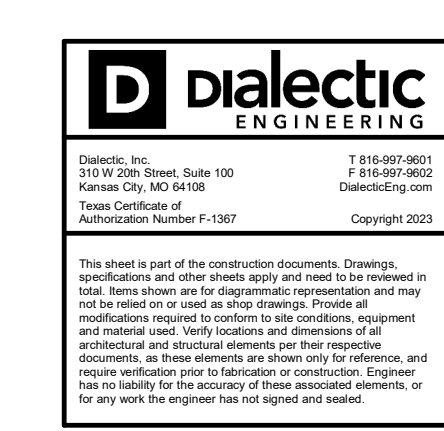 D DIalectIC
ENGINEERING
Dialectic, Inc.
310 W 20th Street, Suite 100
Kansas City, MO 64108
T 816-997-9601
F 816-997-9602
DialecticEng.com
Texas Certificate of
Authorization Number F-1367
Copyright 2023
This sheet is part of the construction documents. Drawings,
specifications and other sheets apply and need to be reviewed in
total. Items shown are for diagrammatic representation and may
not be relied on or used as shop drawings. Provide all
modifications required to conform to site conditions, equipment
and material used. Verify locations and dimensions of all
architectural and structural elements per their respective
documents, as these elements are shown only for reference, and
require verification prior to fabrication or construction. Engineer
has no liability for the accuracy of these associated elements, or
for any work the engineer has not signed and sealed.